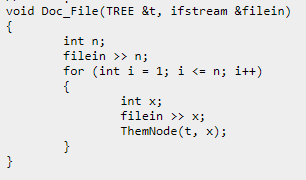 void Doc_File(TREE &t, ifstream &filein)
{
int n;
filein >> n;
for (int i = 1; i <= n; i++)
{
int x;
filein >> x;
ThemNode(t, x);
}
}